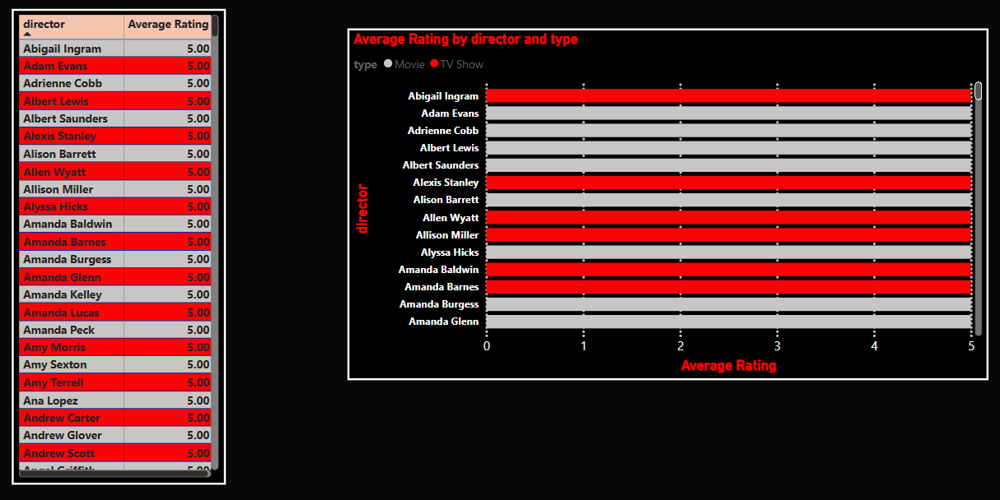 director Average Rating
Abigail Ingram 5.00
Adam Evans 5.00
Adrienne Cobb 5.00
Albert Lewis 5.00
Albert Saunders 5.00
Alexis Stanley 5.00
Alison Barrett 5.00
Allen Wyatt 5.00
Allison Miller 5.00
Alyssa Hicks 5.00
Amanda Baldwin 5.00
Amanda Barnes 5.00
Amanda Burgess 5.00
Amanda Glenn 5.00
Amanda Kelley 5.00
Amanda Lucas 5.00
Amanda Peck 5.00
Amy Morris 5.00
Amy Sexton 5.00
Amy Terrell 5.00
Ana Lopez 5.00
Andrew Carter 5.00
Andrew Glover 5.00
Andrew Scott 5.00
Angel Griffith 5.00
Average Rating by director and type
type Movie TV Show
director
Abigail Ingram
Adam Evans
Adrienne Cobb
Albert Lewis
Albert Saunders
Alexis Stanley
Alison Barrett
Allen Wyatt
Allison Miller
Alyssa Hicks
Amanda Baldwin
Amanda Barnes
Amanda Burgess
Amanda Glenn
0 1 2 3 4 5
Average Rating